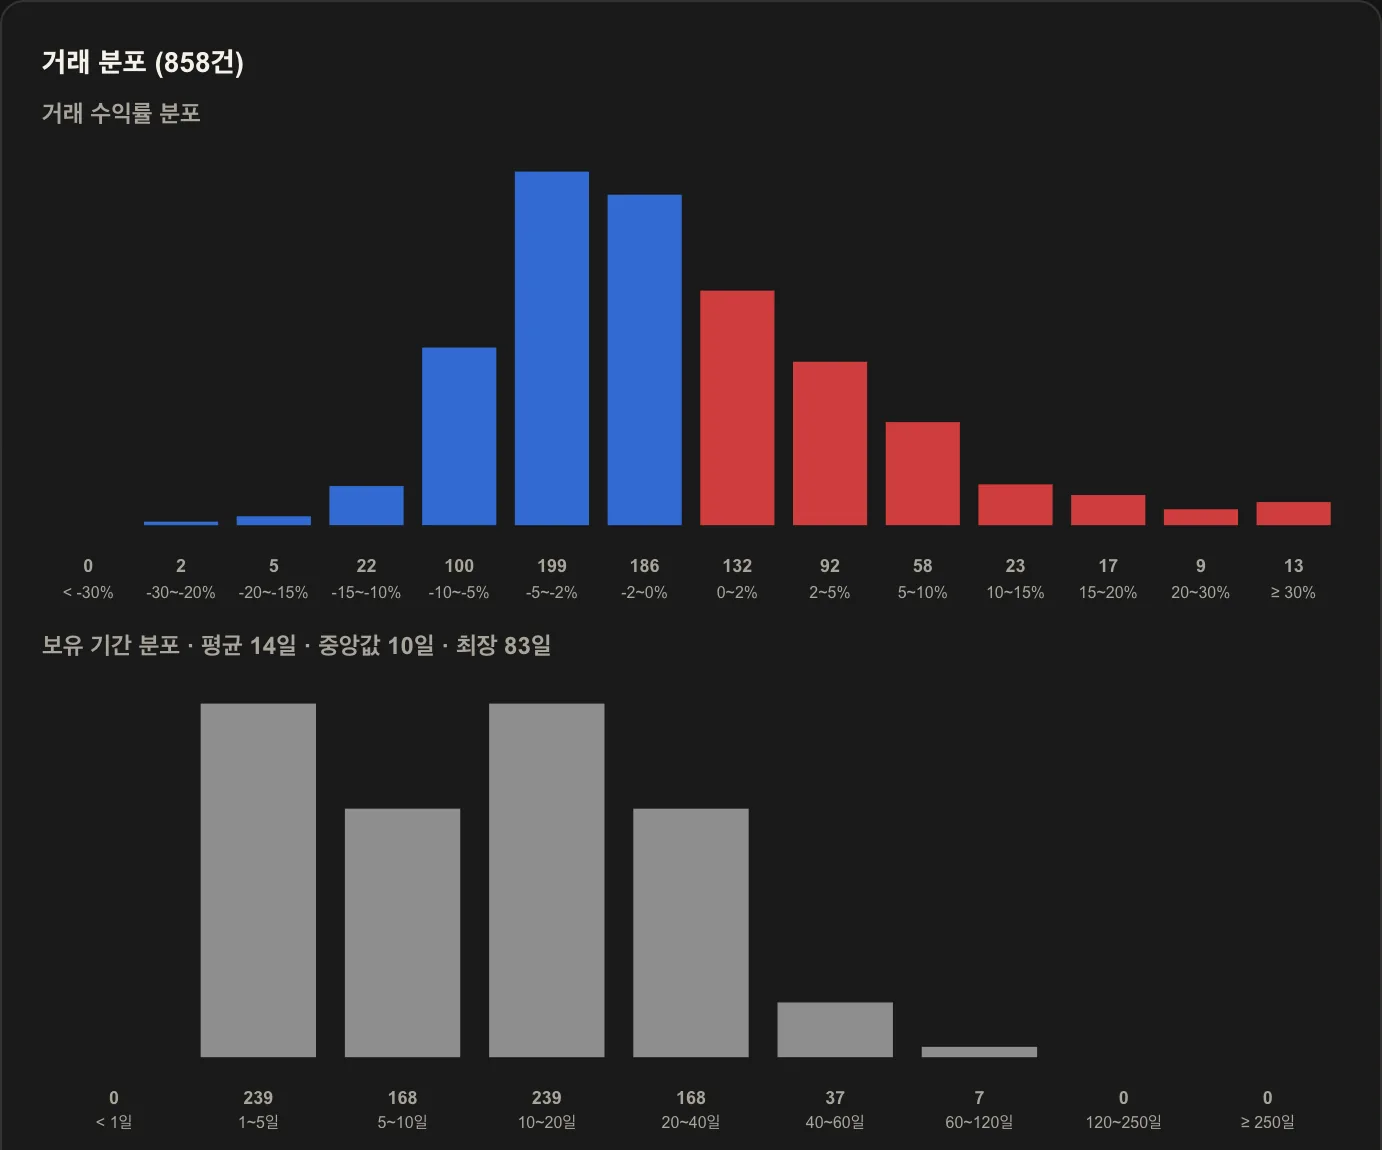 거래 분포 (858건)
거래 수익률 분포
0 2 5 22 100 199 186 132 92 58 23 17 9 13
< -30% -30~-20% -20~-15% -15~-10% -10~-5% -5~-2% -2~0% 0~2% 2~5% 5~10% 10~15% 15~20% 20~30% ≥ 30%
보유 기간 분포 · 평균 14일 · 중앙값 10일 · 최장 83일
0 239 168 239 168 37 7 0 0
< 1일 1~5일 5~10일 10~20일 20~40일 40~60일 60~120일 120~250일 ≥ 250일